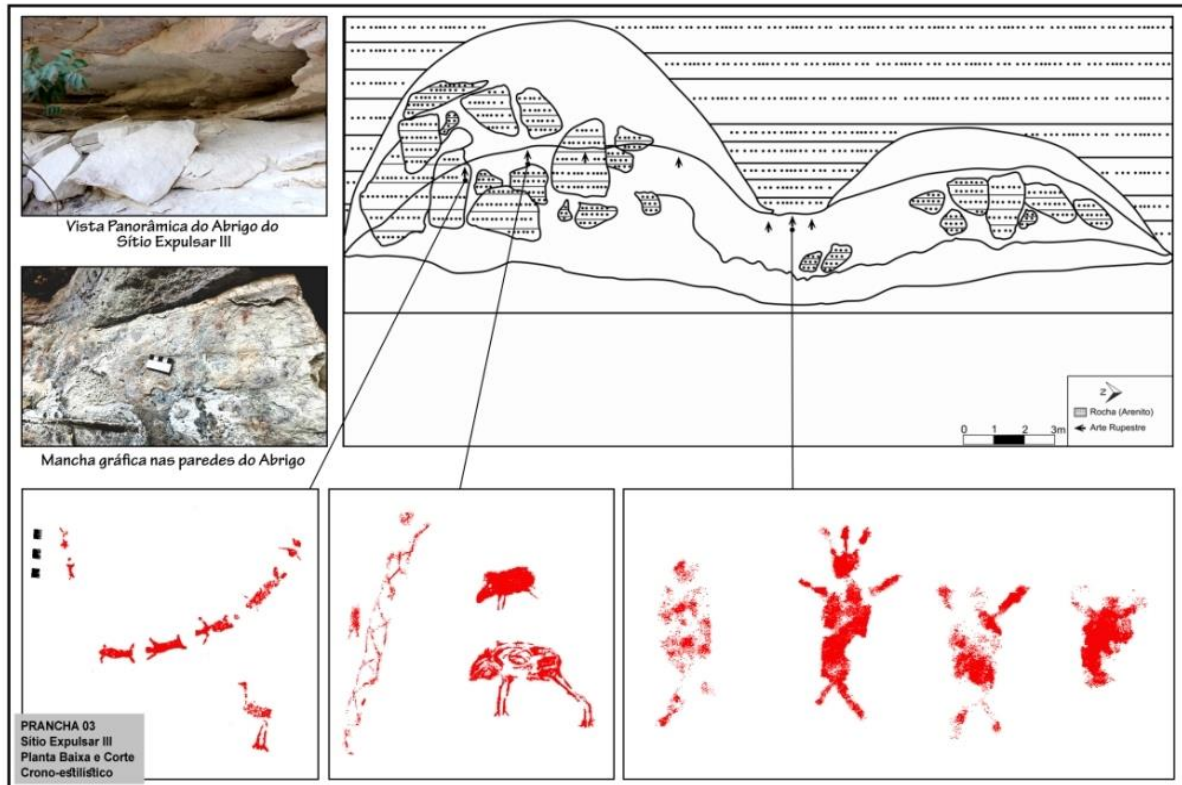 Vista Panorâmica do Abrigo do
Sítio Expulsar III
Mancha gráfica nas paredes do Abrigo
N
Rocha (Arenito)
Arte Rupestre
0 1 2 3m
PRANCHA 03
Sítio Expulsar III
Planta Baixa e Corte
Crono-estilístico